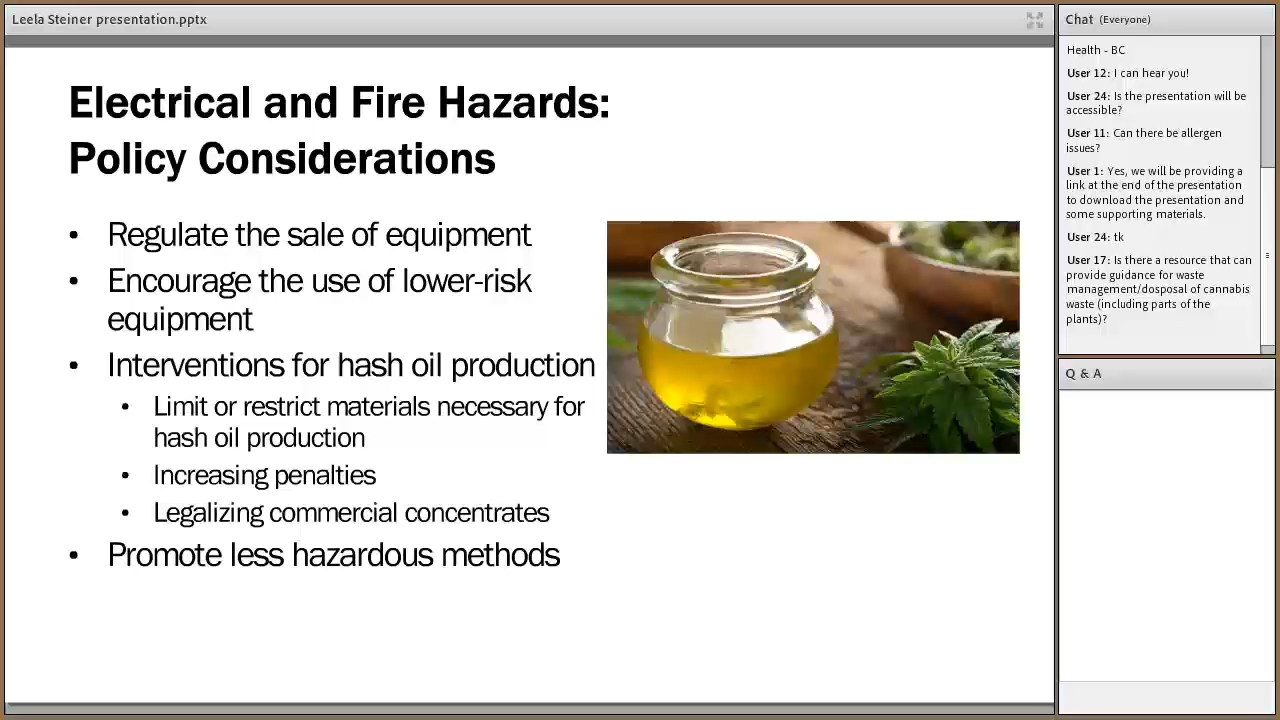 Leela Steiner presentation.pptx
Electrical and Fire Hazards:
Policy Considerations
• Regulate the sale of equipment
• Encourage the use of lower-risk
equipment
• Interventions for hash oil production
• Limit or restrict materials necessary for
hash oil production
• Increasing penalties
• Legalizing commercial concentrates
• Promote less hazardous methods
Chat (Everyone)
Health - BC
User 12: I can hear you!
User 24: Is the presentation will be
accessible?
User 11: Can there be allergen
issues?
User 1: Yes, we will be providing a
link at the end of the presentation
to download the presentation and
some supporting materials.
User 24: tk
User 17: Is there a resource that can
provide guidance for waste
management/dosposal of cannabis
waste (including parts of the
plants)?
Q & A